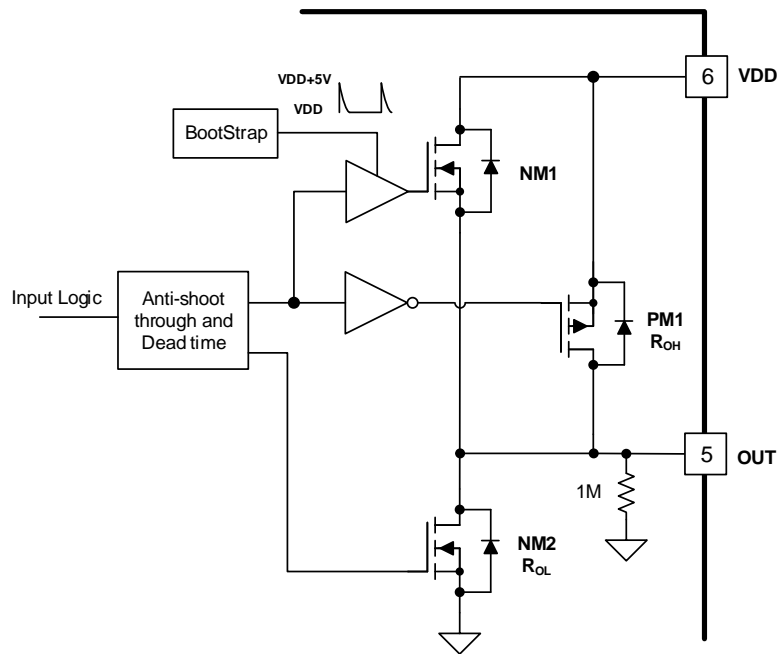 VDD+5V
VDD
BootStrap
6
VDD
NM1
Input Logic
Anti-shoot
through and
Dead time
PM1
ROH
5
OUT
1M
NM2
ROL